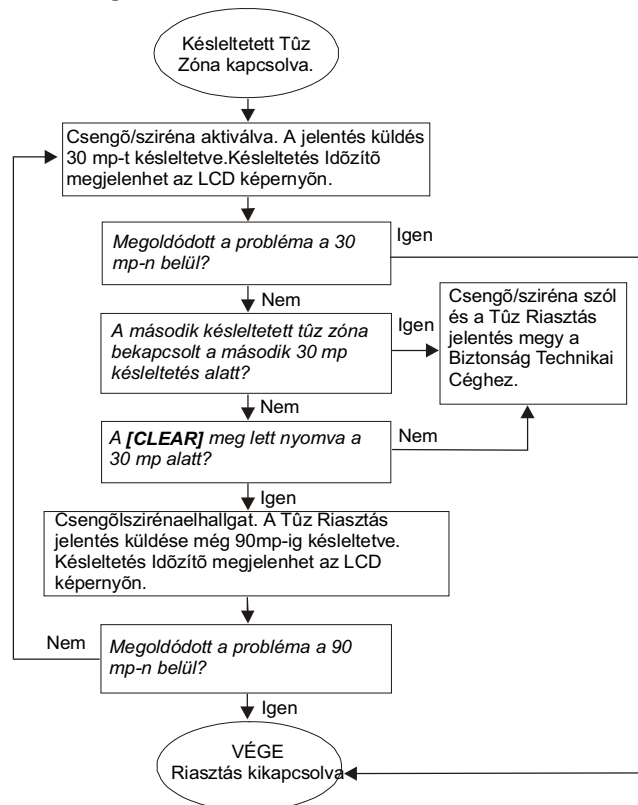 Késleltetett Tûz
Zóna kapcsolva.
Csengõ/sziréna aktiválva. A jelentés küldés
30 mp-t késleltetve.Késleltetés Idõzítõ
megjelenhet az LCD képernyõn.
Megoldódott a probléma a 30
mp-n belül?
Igen
Nem
A második késleltetett tûz zóna
bekapcsolt a második 30 mp
késleltetés alatt?
Igen
Csengõ/sziréna szól
és a Tûz Riasztás
jelentés megy a
Biztonság Technikai
Céghez.
Nem
A [CLEAR] meg lett nyomva a
30 mp alatt?
Nem
Igen
Csengõlszirénaelhallgat. A Tûz Riasztás
jelentés küldése még 90mp-ig késleltetve.
Késleltetés Idõzítõ megjelenhet az LCD
képernyõn.
Nem
Megoldódott a probléma a 90
mp-n belül?
Igen
VÉGE
Riasztás kikapcsolva